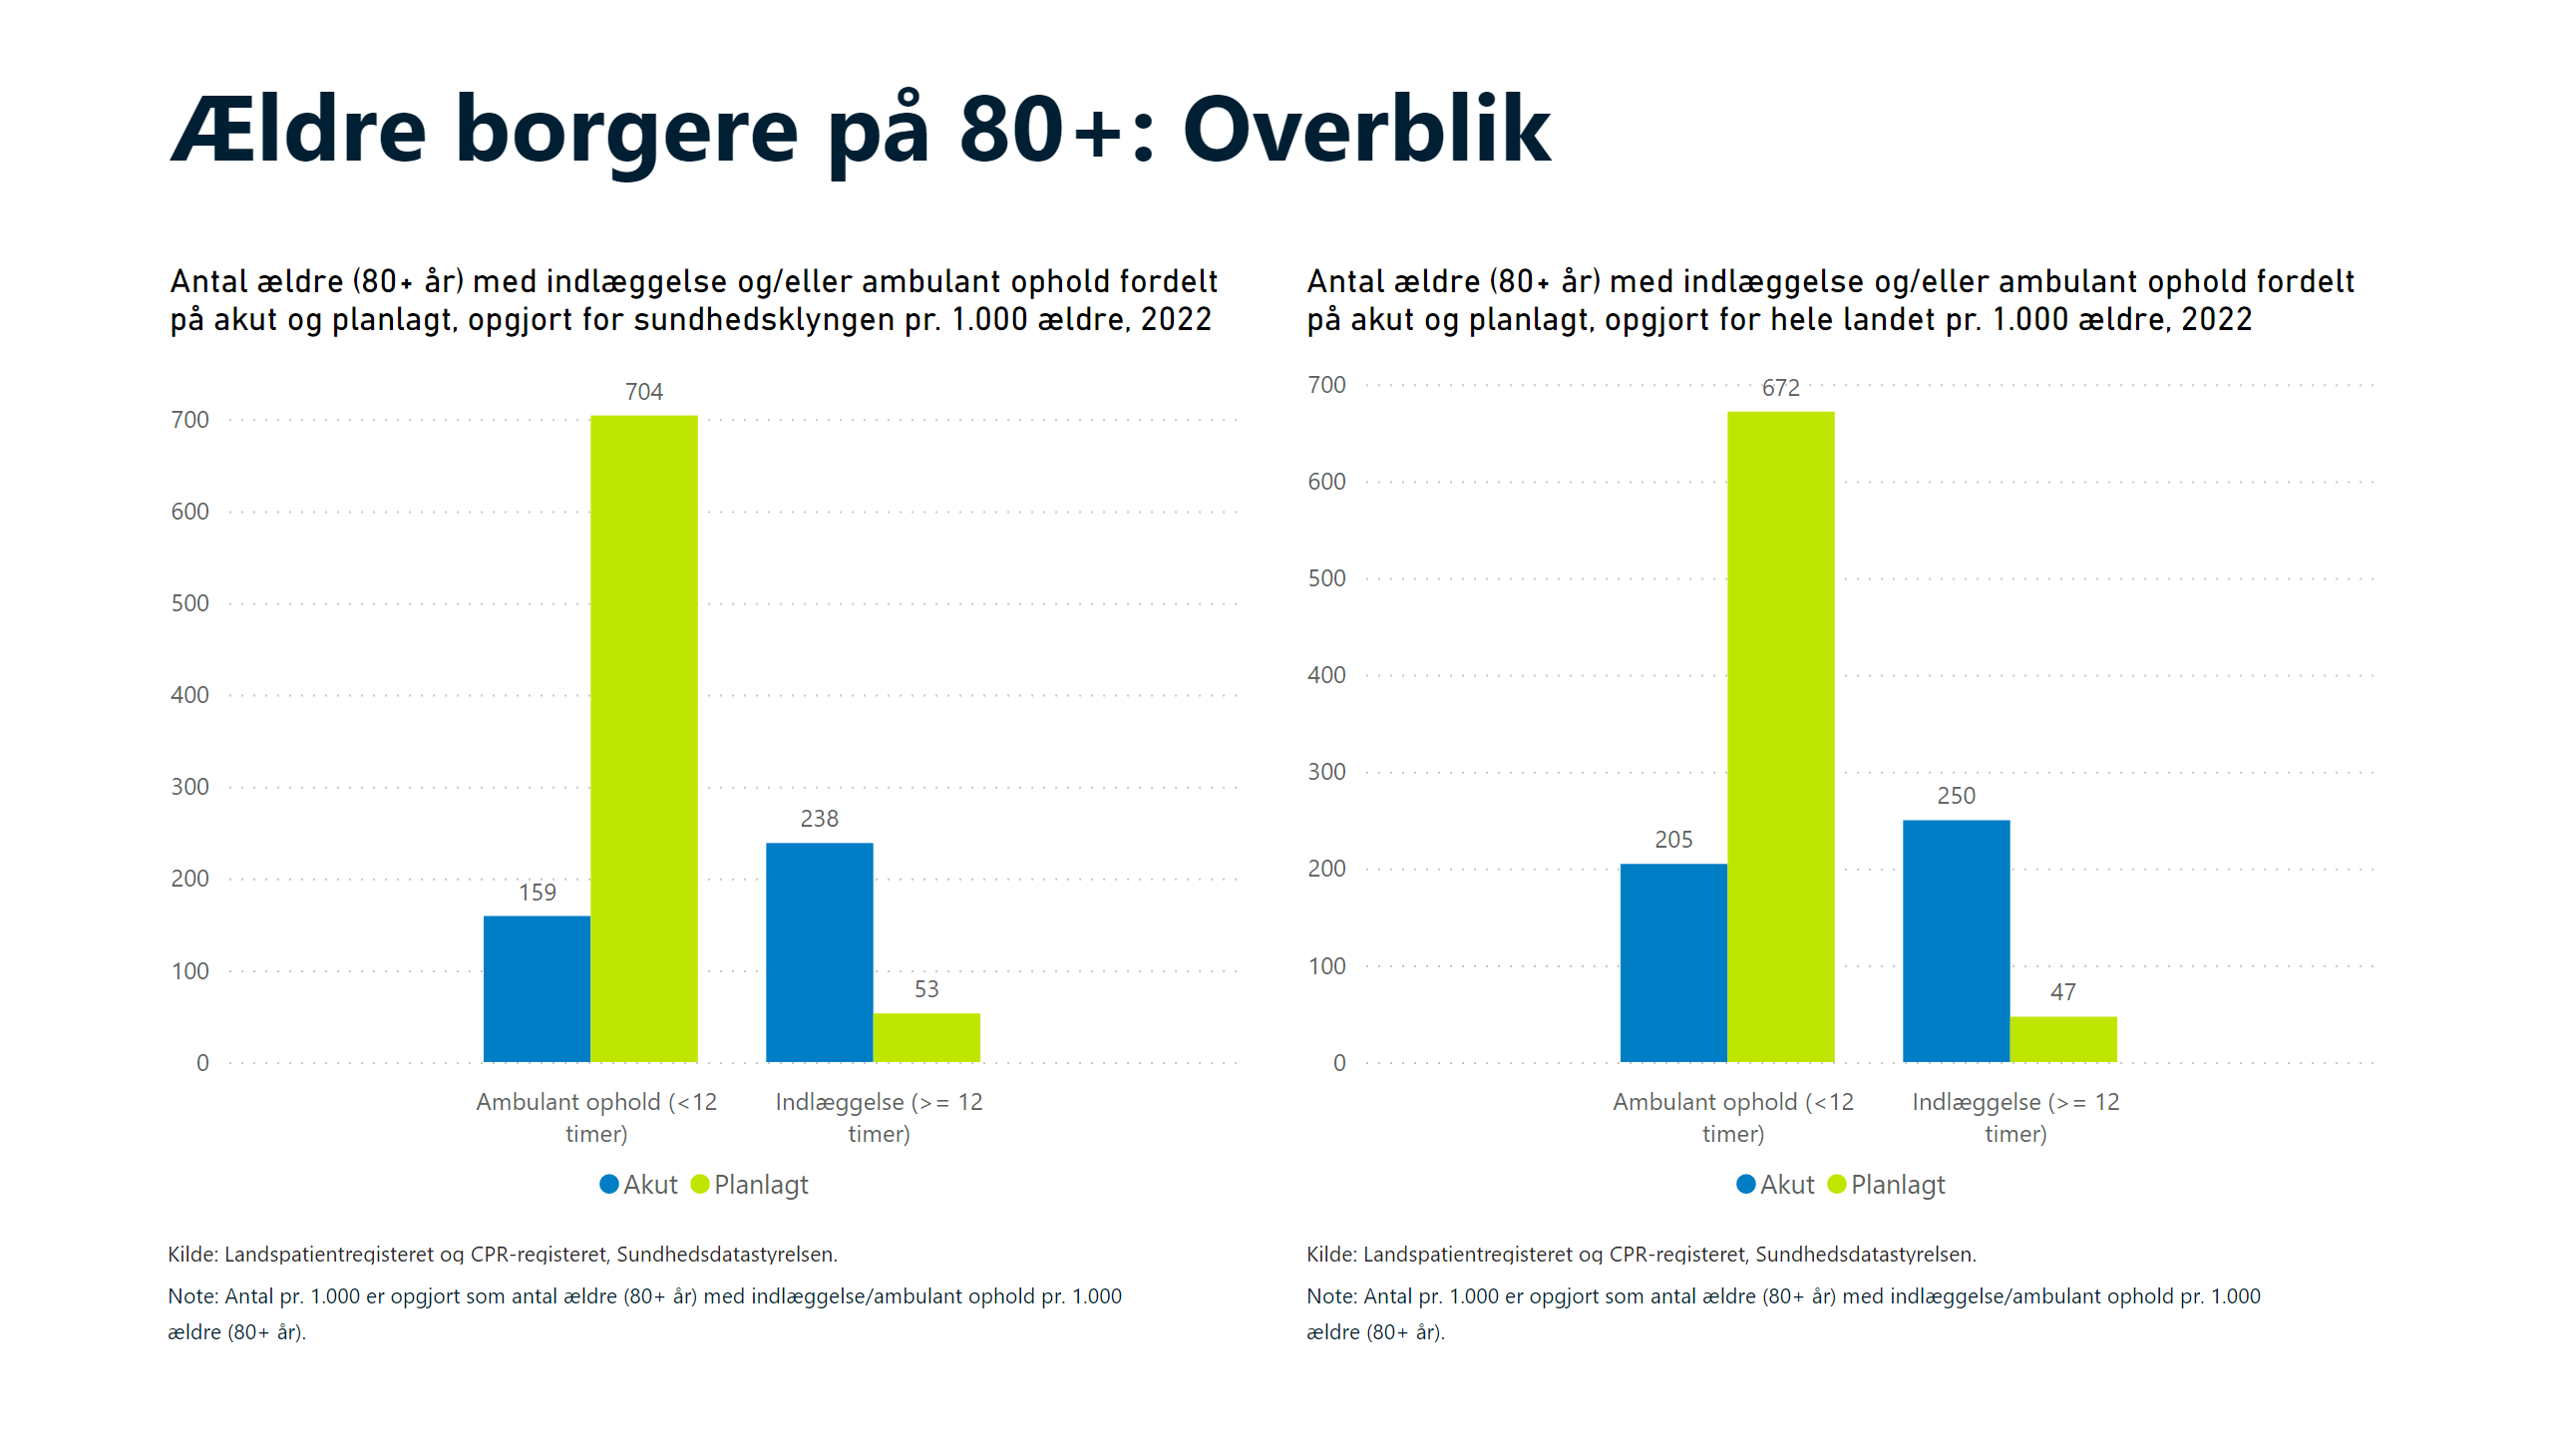 Ældre borgere på 80+: Overblik
Antal ældre (80+ år) med indlæggelse og/eller ambulant ophold fordelt
på akut og planlagt, opgjort for sundhedsklyngen pr. 1.000 ældre, 2022
704
700
600
500
400
300
238
200
159
100
53
0
Ambulant ophold (<12
timer)
Indlæggelse (>= 12
timer)
Akut Planlagt
Kilde: Landspatientregisteret og CPR-registeret, Sundhedsdatastyrelsen.
Note: Antal pr. 1.000 er opgjort som antal ældre (80+ år) med indlæggelse/ambulant ophold pr. 1.000
ældre (80+ år).
Antal ældre (80+ år) med indlæggelse og/eller ambulant ophold fordelt
på akut og planlagt, opgjort for hele landet pr. 1.000 ældre, 2022
700
672
600
500
400
300
250
205
200
100
47
0
Ambulant ophold (<12
timer)
Indlæggelse (>= 12
timer)
Akut Planlagt
Kilde: Landspatientregisteret og CPR-registeret, Sundhedsdatastyrelsen.
Note: Antal pr. 1.000 er opgjort som antal ældre (80+ år) med indlæggelse/ambulant ophold pr. 1.000
ældre (80+ år).